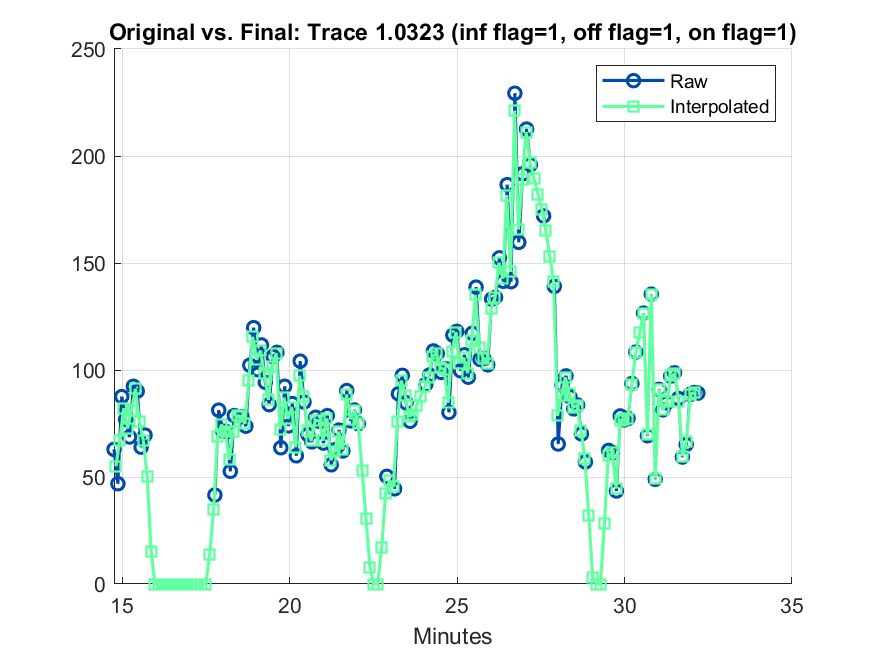 Original vs. Final: Trace 1.0323 (inf flag=1, off flag=1, on flag=1)
250
200
150
100
50
0
Raw
Interpolated
15 20 25 30 35
Minutes